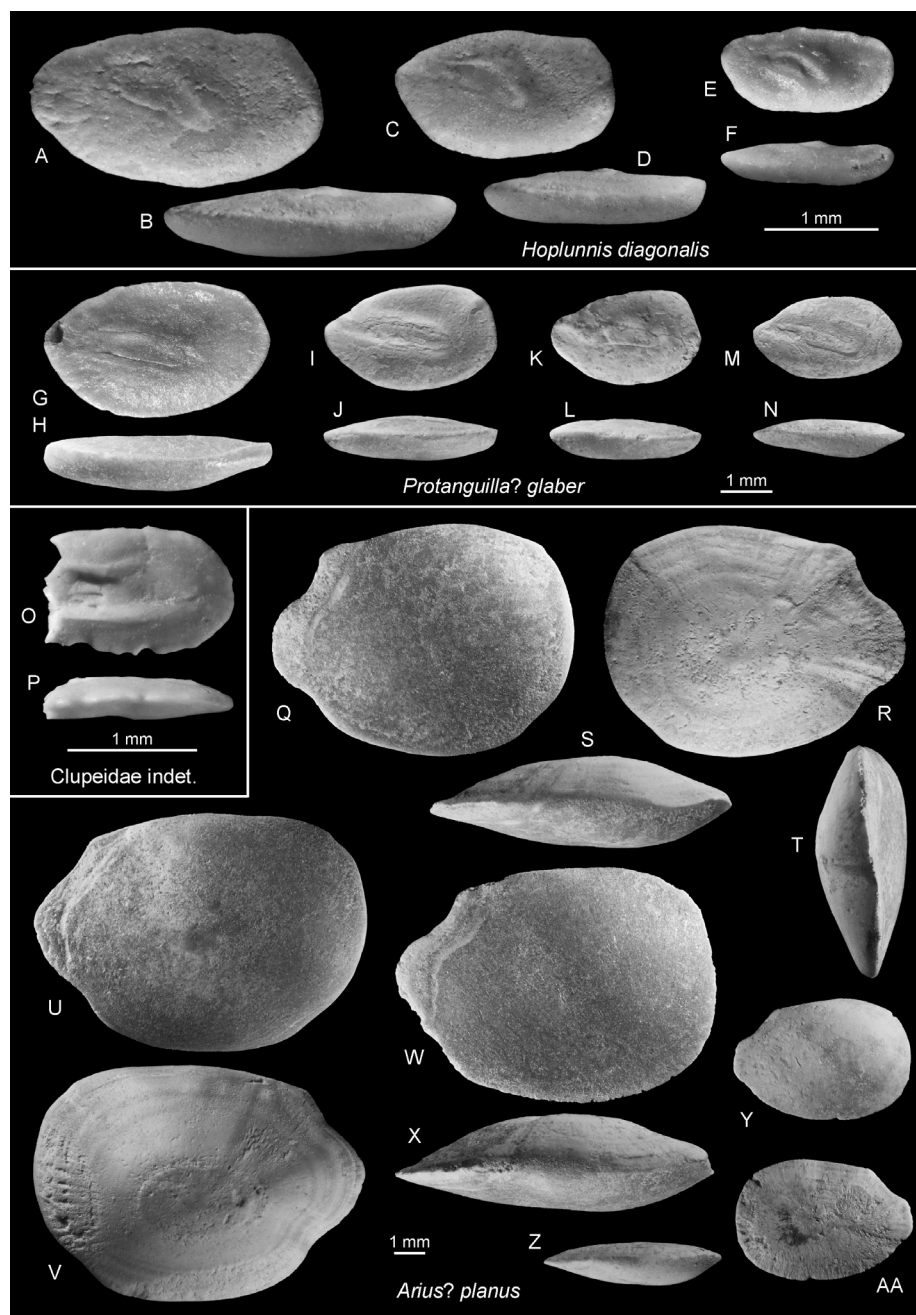 A
C
E
F
D
B
1 mm
Hoplunnis diagonalis
G
I
K
M
H
J
L
N
Protanguilla? glaber
1 mm
O
P
1 mm
Clupeidae indet.
Q
R
S
T
U
W
Y
X
V
1 mm
Z
AA
Arius? planus